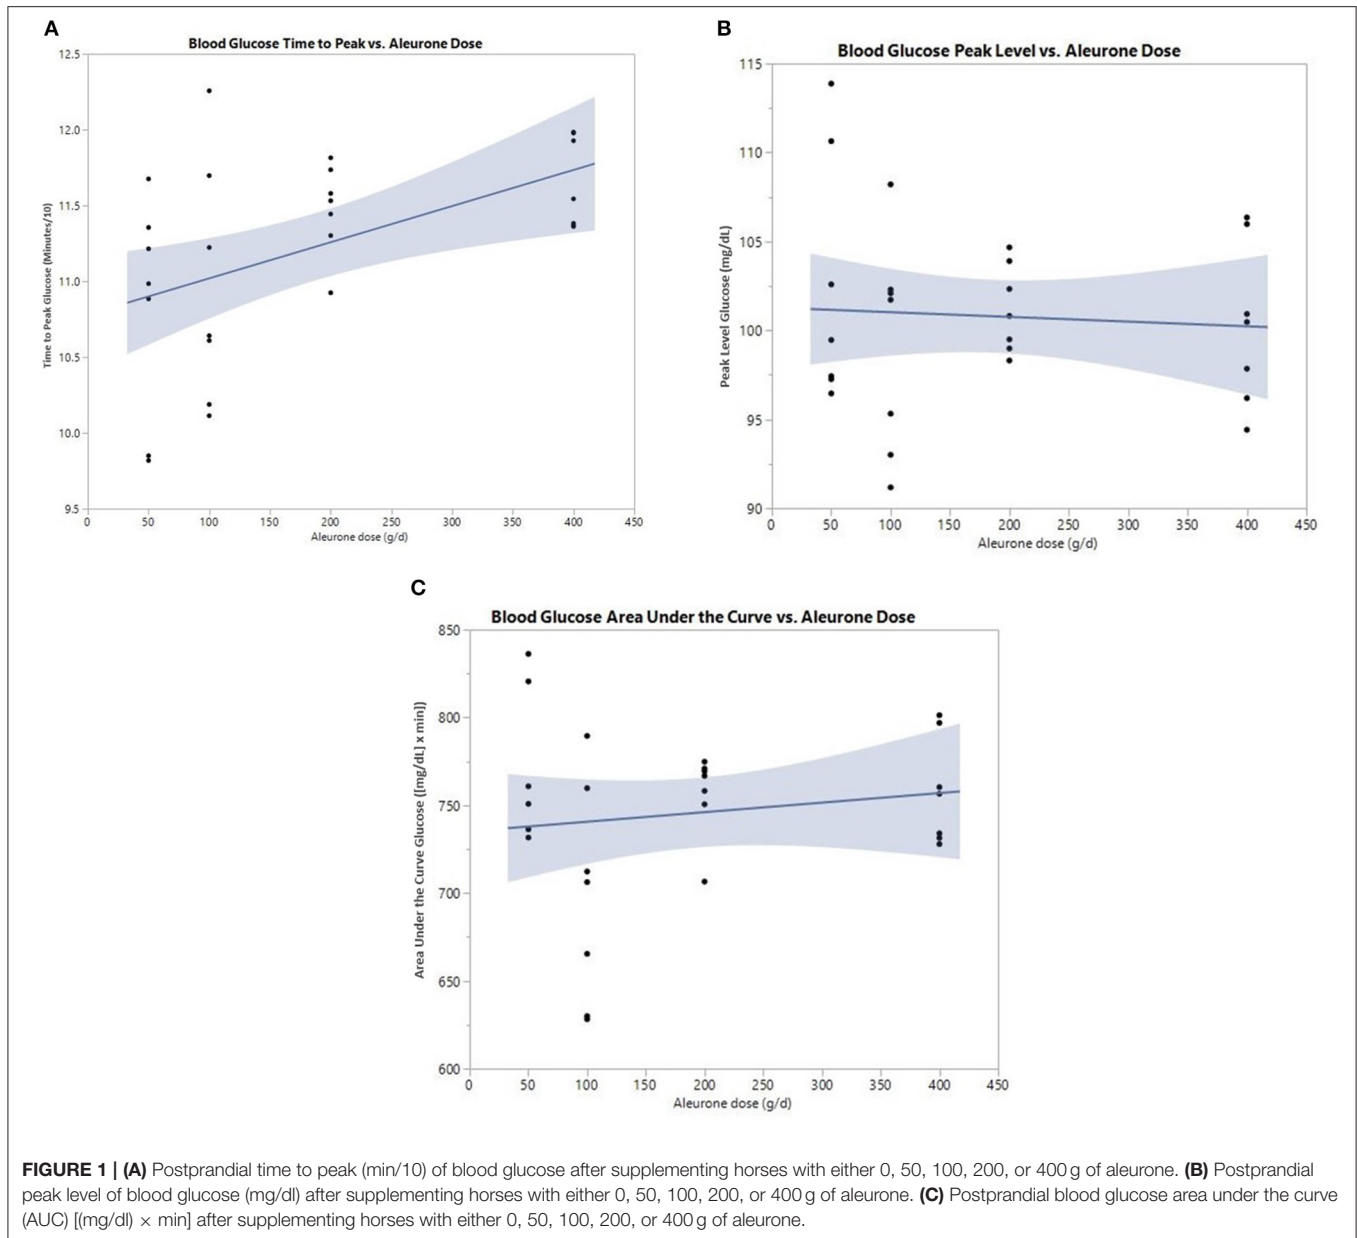 A
Blood Glucose Time to Peak vs. Aleurone Dose
Time to Peak Glucose (Minutes/10)
12.5
12.0
11.5
11.0
10.5
10.0
9.5
0 50 100 150 200 250 300 350 400 450
Aleurone dose (g/d)
B
Blood Glucose Peak Level vs. Aleurone Dose
Peak Level Glucose (mg/dL)
115
110
105
100
95
90
0 50 100 150 200 250 300 350 400 450
Aleurone dose (g/d)
C
Blood Glucose Area Under the Curve vs. Aleurone Dose
Area Under the Curve Glucose ([mg/dL] x min])
850
800
750
700
650
600
0 50 100 150 200 250 300 350 400 450
Aleurone dose (g/d)
FIGURE 1 | (A) Postprandial time to peak (min/10) of blood glucose after supplementing horses with either 0, 50, 100, 200, or 400 g of aleurone. (B) Postprandial
peak level of blood glucose (mg/dl) after supplementing horses with either 0, 50, 100, 200, or 400 g of aleurone. (C) Postprandial blood glucose area under the curve
(AUC) [(mg/dl) × min] after supplementing horses with either 0, 50, 100, 200, or 400 g of aleurone.